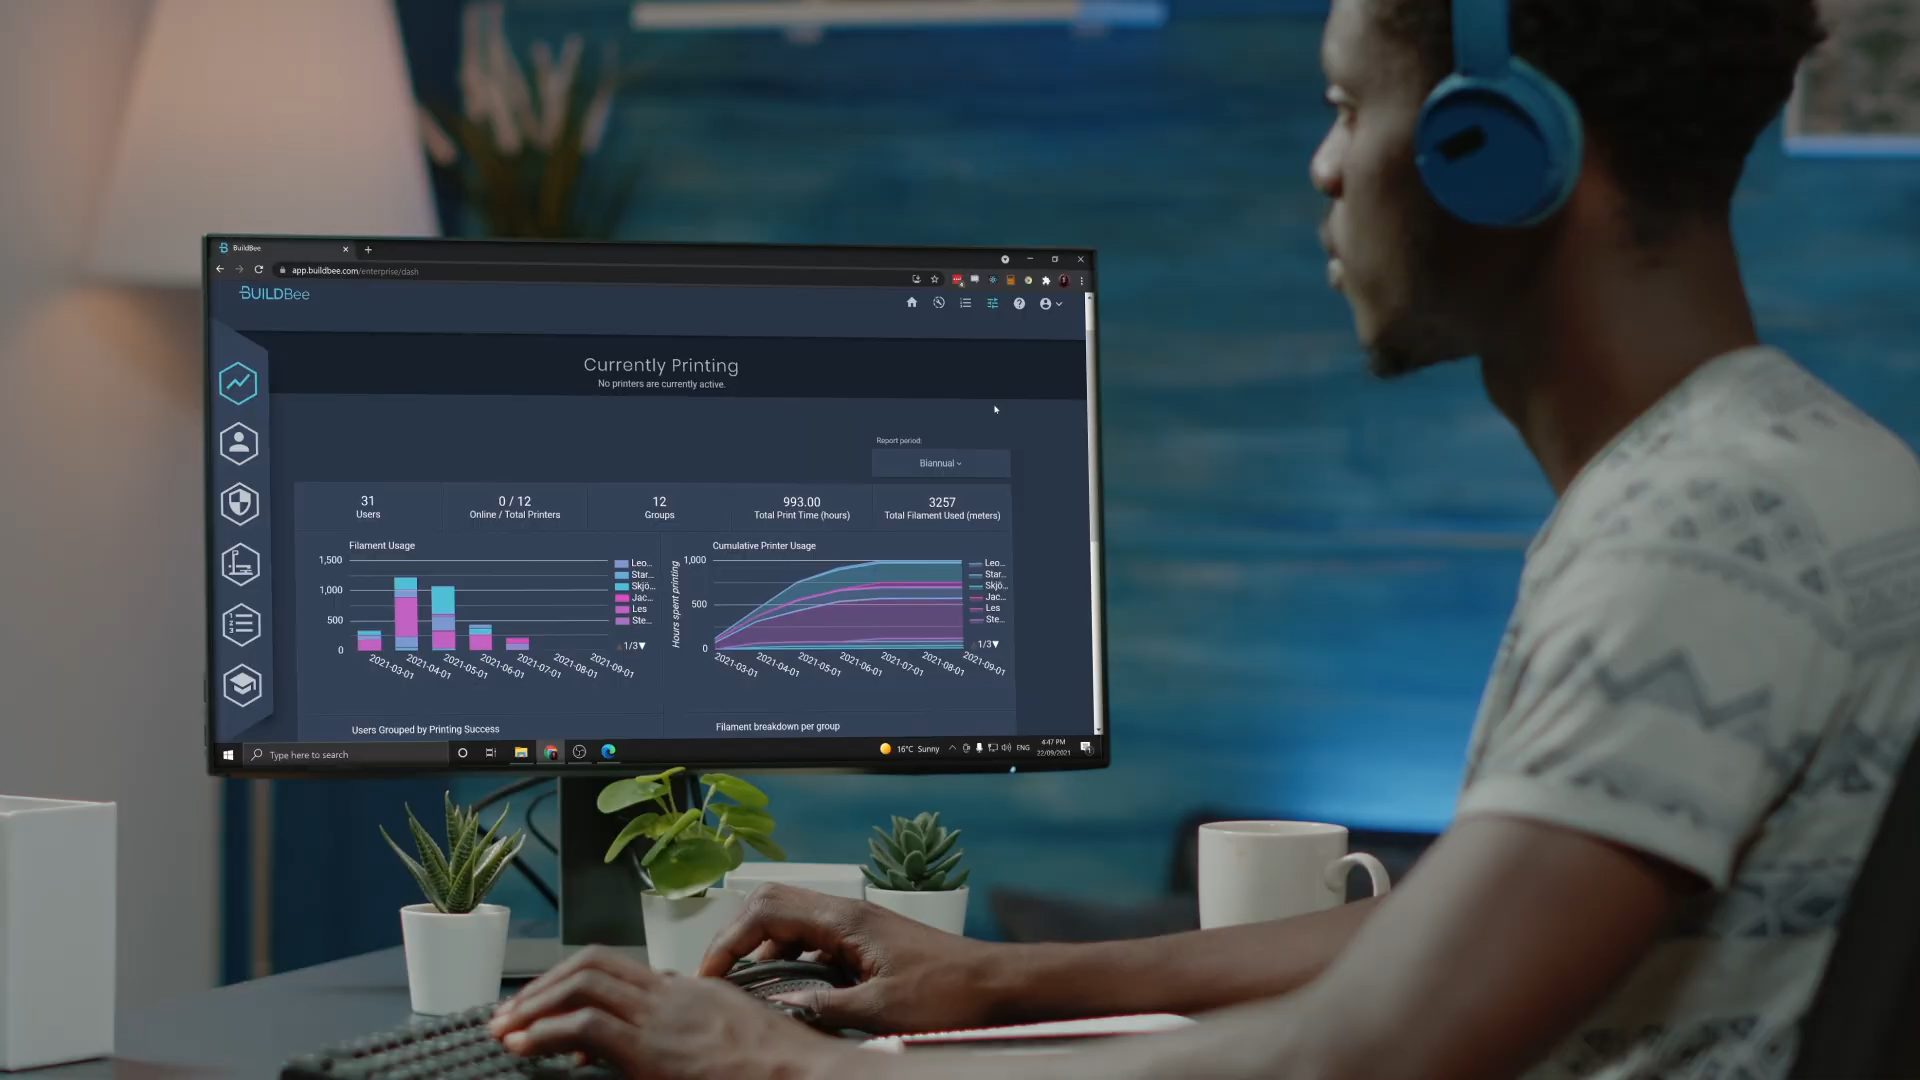 BuildBee
app.buildbee.com/enterprise/dash
BUILDBee
Currently Printing
No printers are currently active.
Report period:
Biannual
31
Users
0 / 12
Online / Total Printers
12
Groups
993.00
Total Print Time (hours)
3257
Total Filament Used (meters)
Filament Usage
1,500
1,000
500
0
2021-03-01
2021-04-01
2021-05-01
2021-06-01
2021-07-01
2021-08-01
2021-09-01
Leo...
Star...
Skjö...
Jac...
Les
Ste...
1/3
Cumulative Printer Usage
Hours spent printing
1,000
500
0
2021-03-01
2021-04-01
2021-05-01
2021-06-01
2021-07-01
2021-08-01
2021-09-01
Leo...
Star...
Skjö...
Jac...
Les
Ste...
1/3
Users Grouped by Printing Success
Filament breakdown per group
Type here to search
16°C Sunny
ENG
4:47 PM
22/09/2021